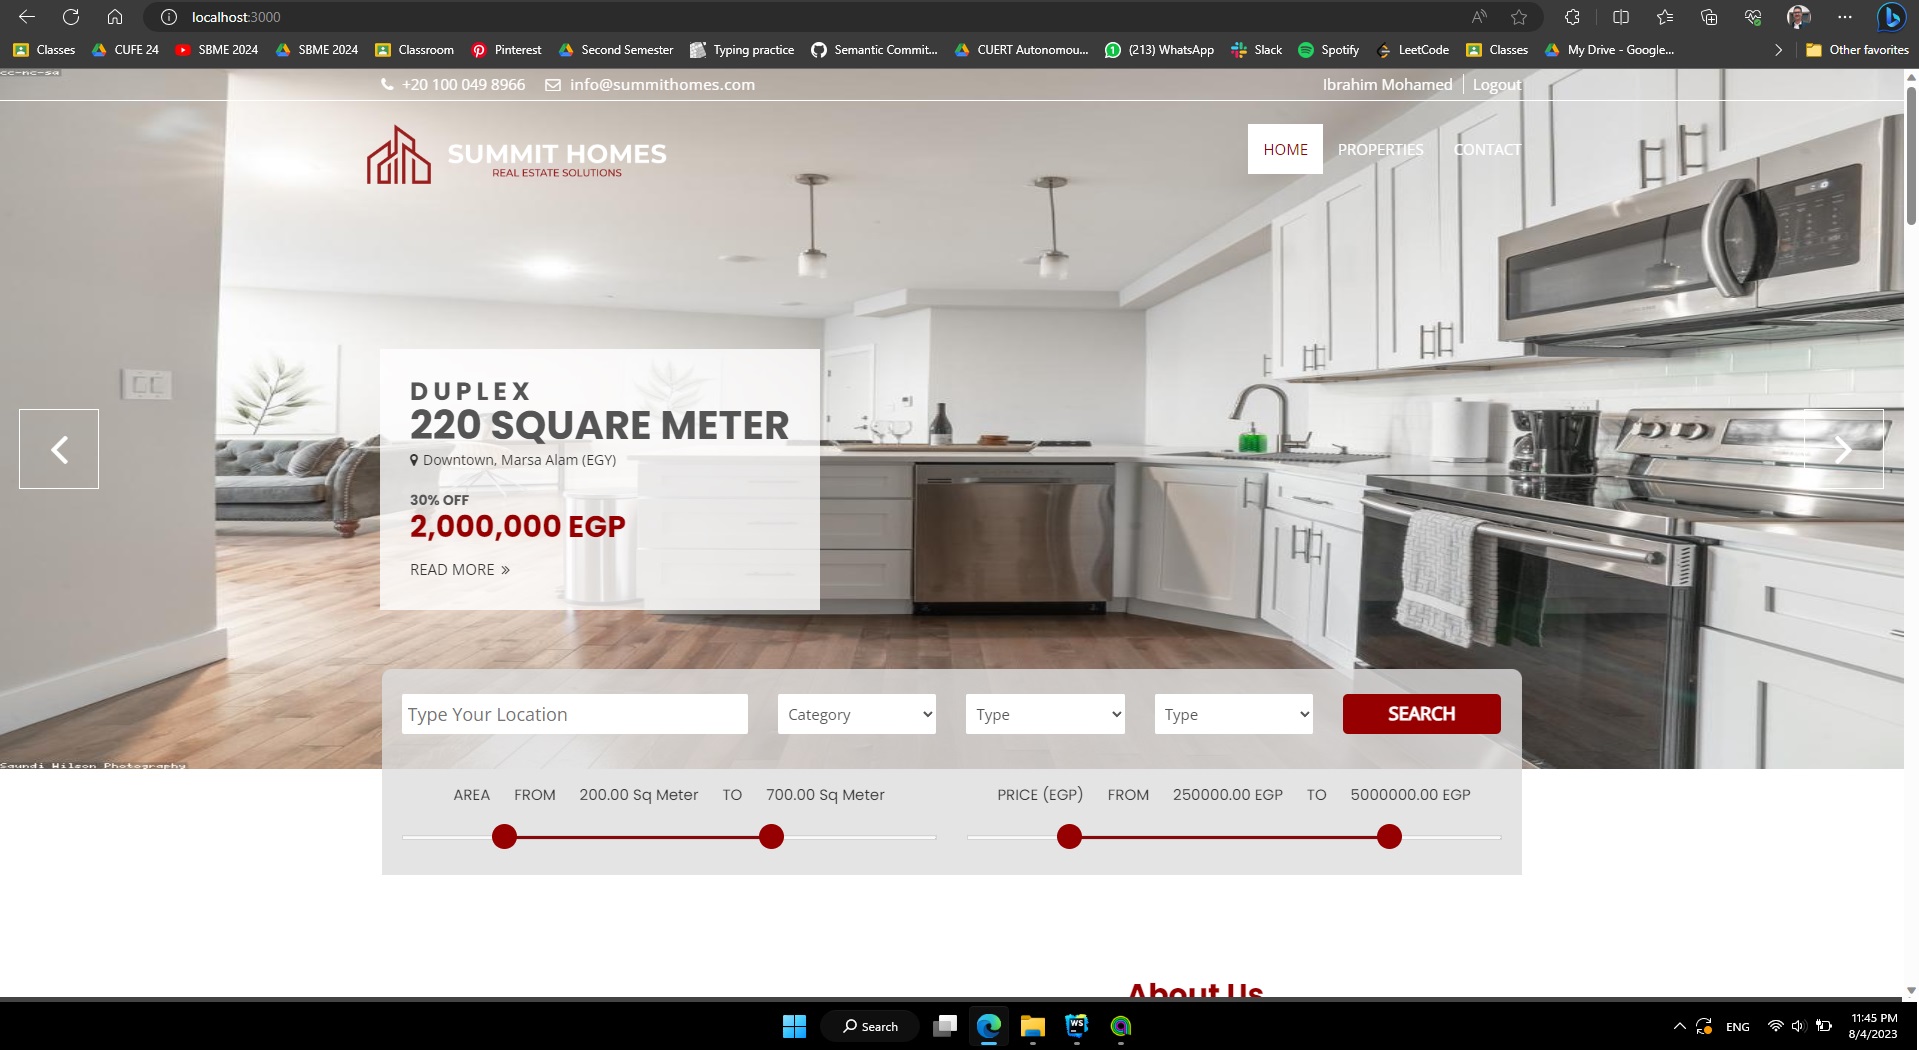 localhost:3000
Classes
CUFE 24
SBME 2024
SBME 2024
Classroom
Pinterest
Second Semester
Typing practice
Semantic Commit...
CUERT Autonomou...
(213) WhatsApp
Slack
Spotify
LeetCode
Classes
My Drive - Google...
Other favorites
cc-nc-sa
+20 100 049 8966
info@summithomes.com
Ibrahim Mohamed
Logout
SUMMIT HOMES
REAL ESTATE SOLUTIONS
HOME
PROPERTIES
CONTACT
DUPLEX
220 SQUARE METER
Downtown, Marsa Alam (EGY)
30% OFF
2,000,000 EGP
READ MORE »
Type Your Location
Category
Type
Type
SEARCH
Saundi Wilson Photography
AREA FROM 200.00 Sq Meter TO 700.00 Sq Meter
PRICE (EGP) FROM 250000.00 EGP TO 5000000.00 EGP
About Us
Search
WS
ENG
11:45 PM
8/4/2023